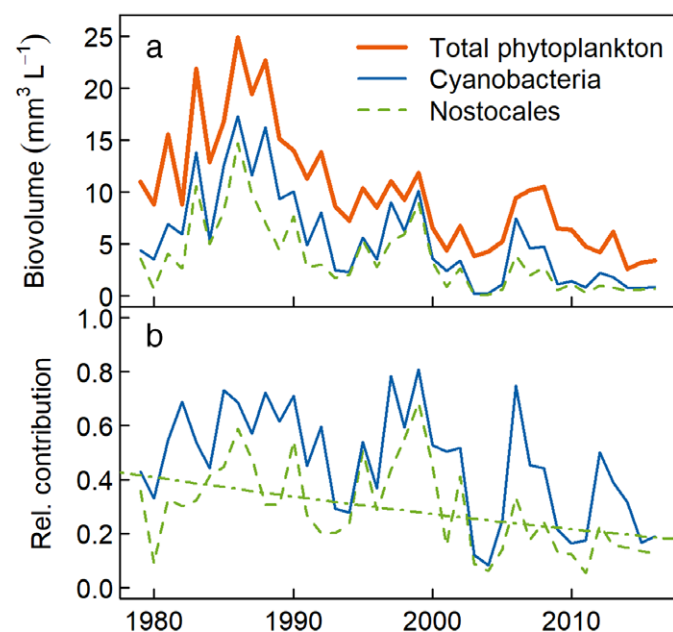 a
Total phytoplankton
Cyanobacteria
Nostocales
Biovolume (mm³ L⁻¹)
25
20
15
10
5
0
b
Rel. contribution
1.0
0.8
0.6
0.4
0.2
0.0
1980 1990 2000 2010